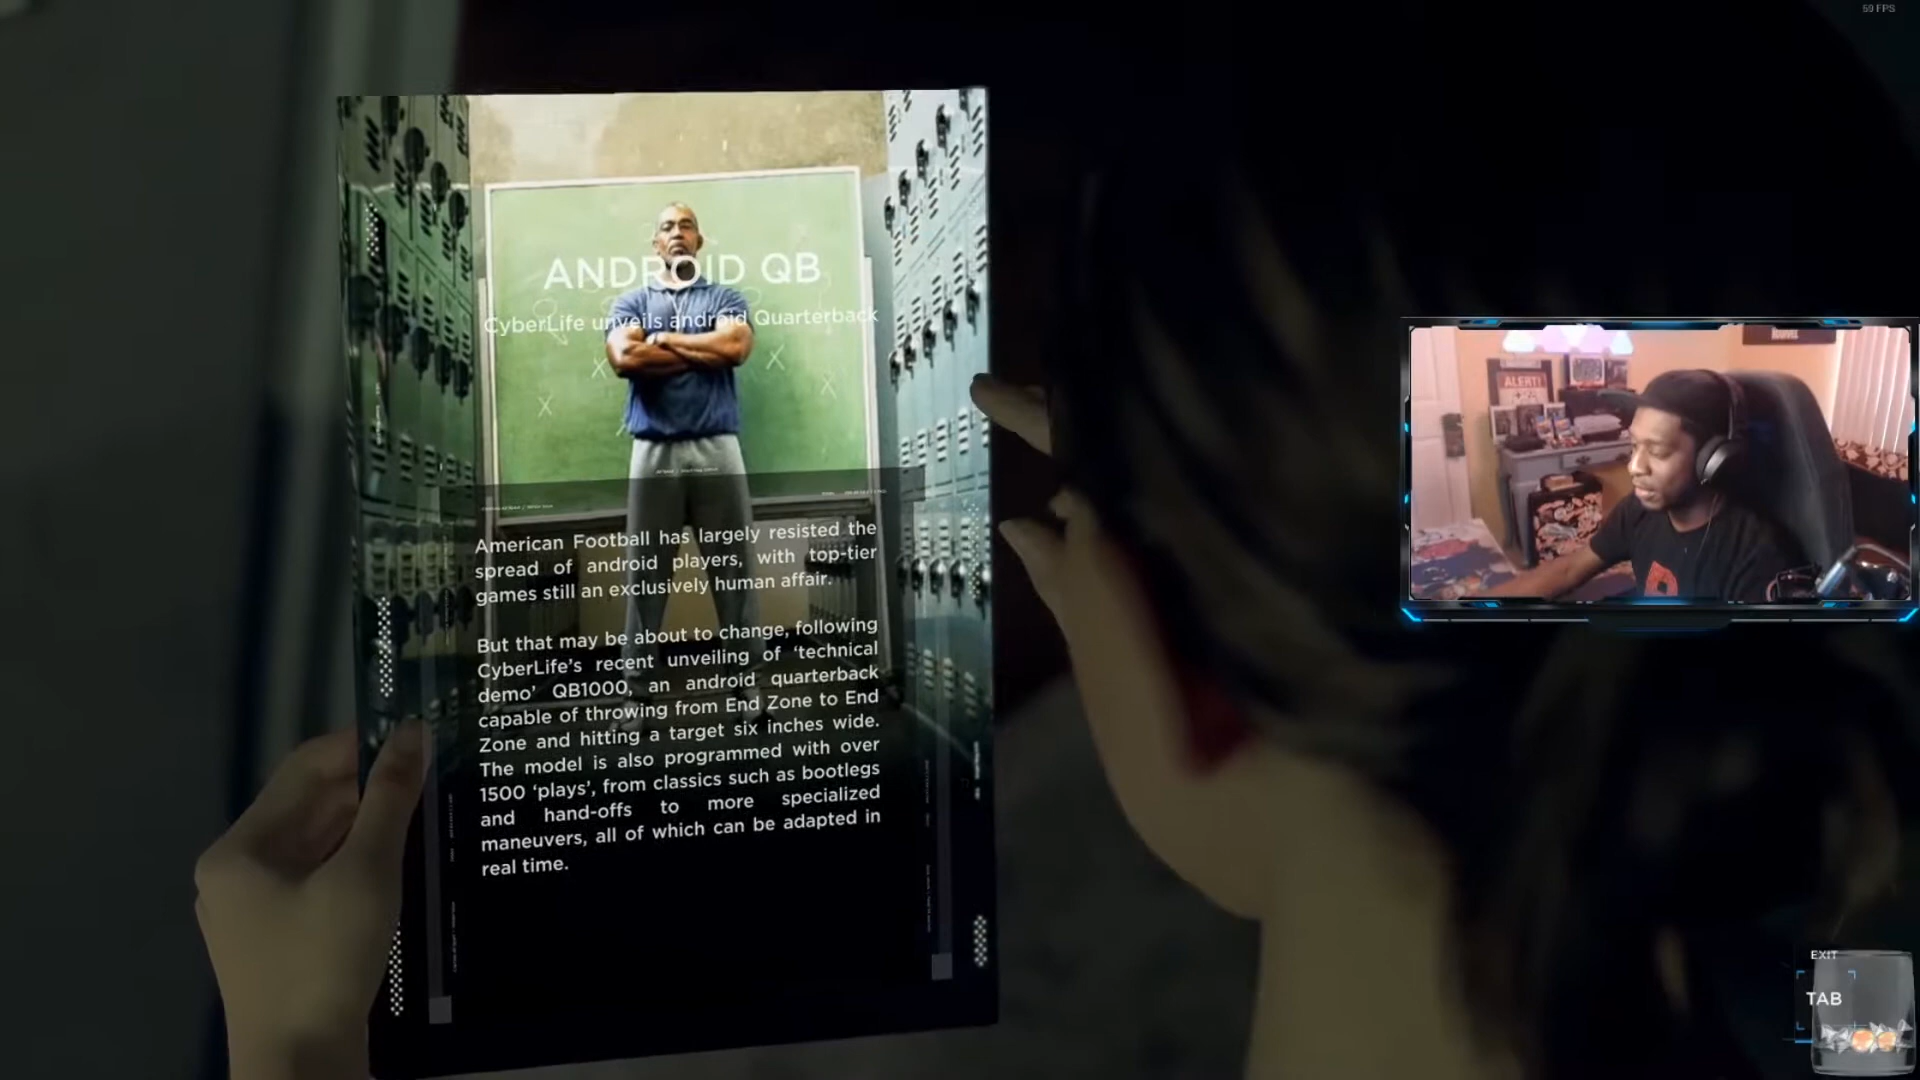 59 FPS
ANDROID QB
CyberLife unveils android Quarterback
ALERT!
American Football has largely resisted the
spread of android players, with top-tier
games still an exclusively human affair.
But that may be about to change, following
CyberLife's recent unveiling of 'technical
demo' QB1000, an android quarterback
capable of throwing from End Zone to End
Zone and hitting a target six inches wide.
The model is also programmed with over
1500 'plays', from classics such as bootlegs
and hand-offs to more specialized
maneuvers, all of which can be adapted in
real time.
EXIT
TAB